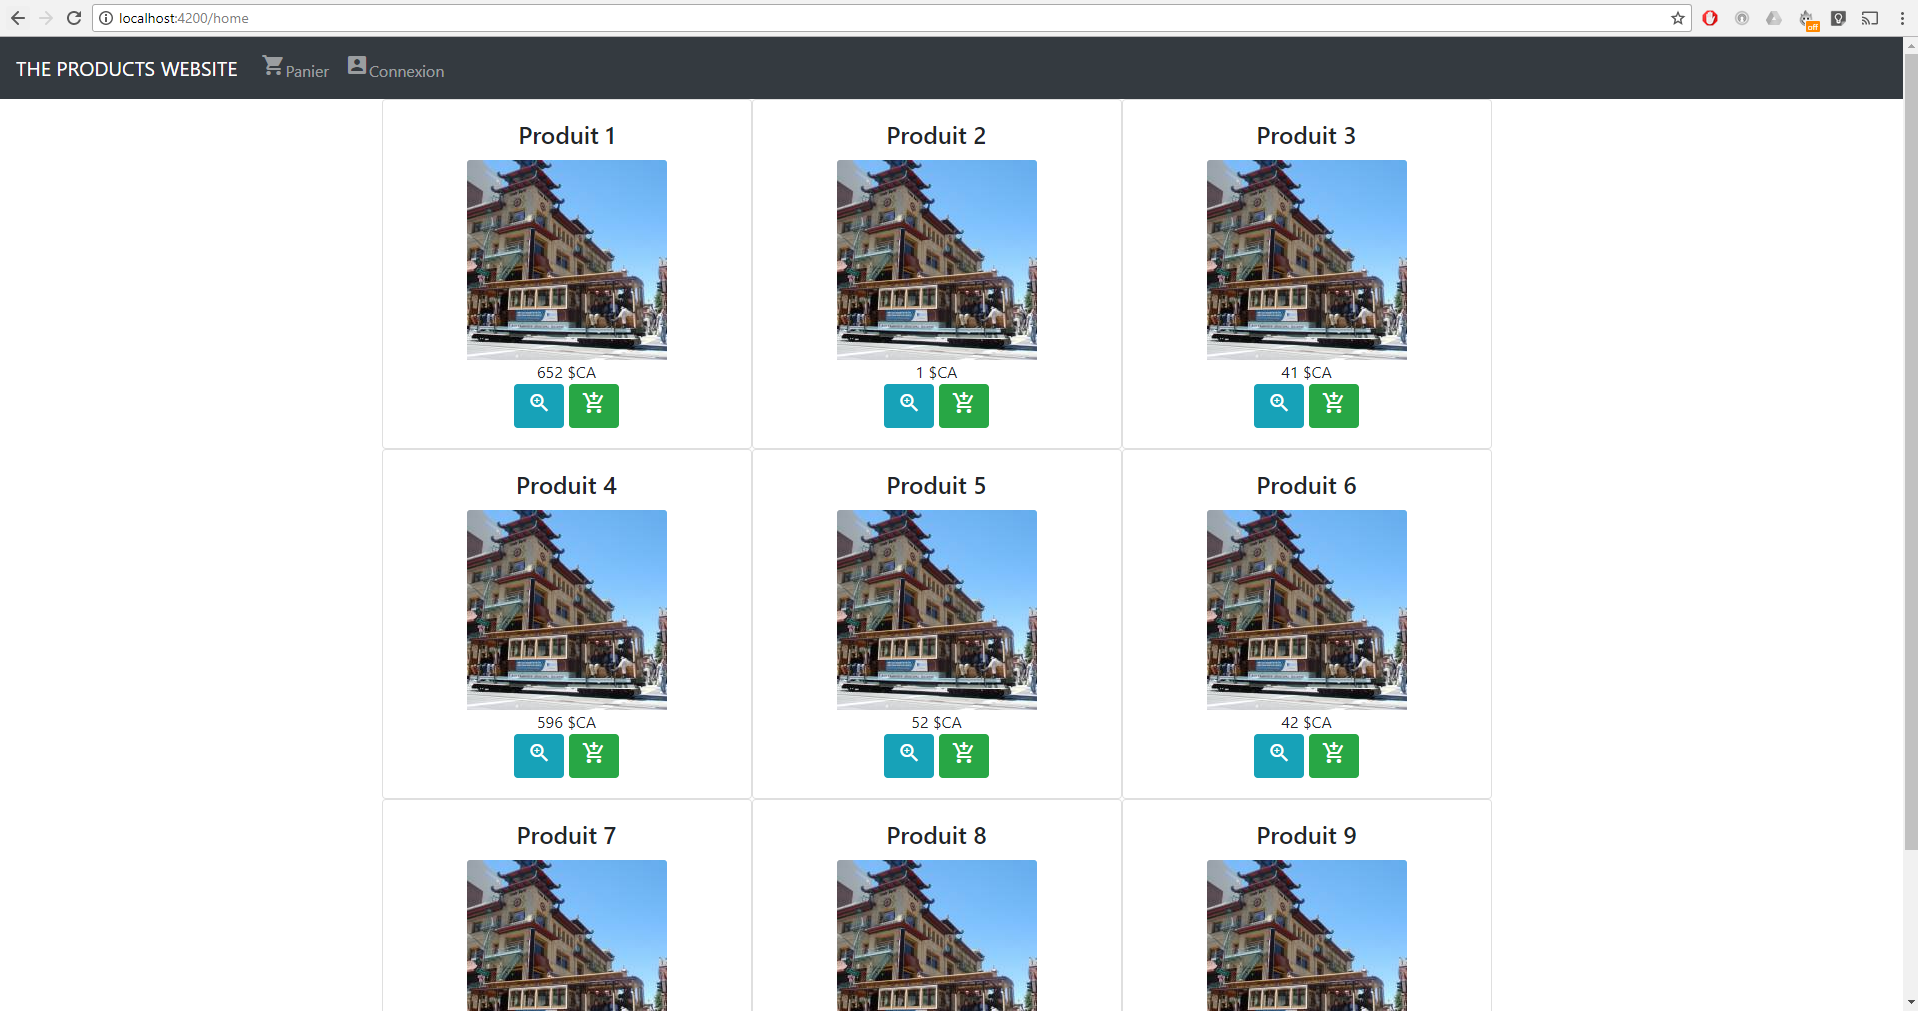 localhost:4200/home
off
THE PRODUCTS WEBSITE Panier Connexion
Produit 1 Produit 2 Produit 3
652 $CA 1 $CA 41 $CA
Produit 4 Produit 5 Produit 6
596 $CA 52 $CA 42 $CA
Produit 7 Produit 8 Produit 9